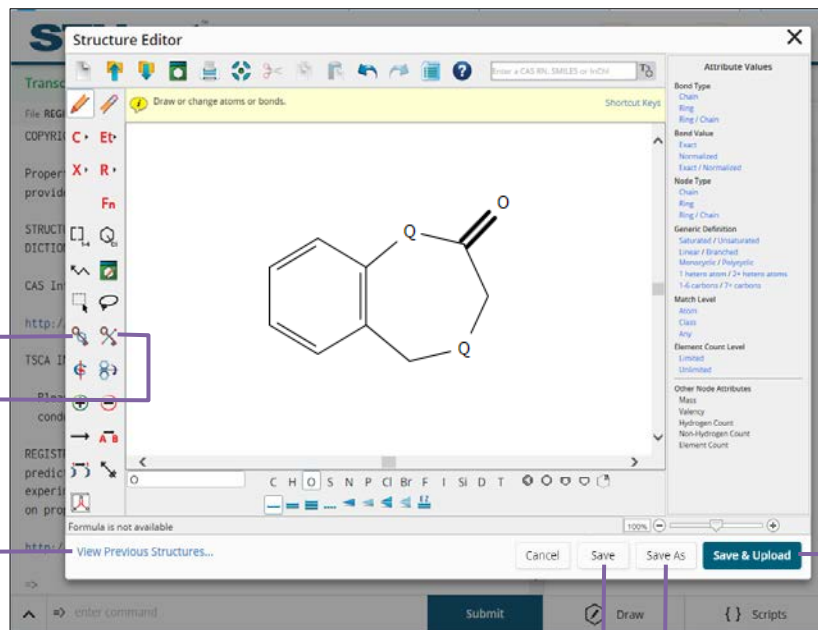 Structure Editor
Enter a CAS RN, SMILES or InChI
Attribute Values
Transc
Draw or change atoms or bonds.
Shortcut Keys
Bond Type
Chain
Ring
Ring / Chain
Bond Value
Exact
Normalized
Exact / Normalized
Node Type
Chain
Ring
Ring / Chain
Generic Definition
Saturated / Unsaturated
Linear / Branched
Monocyclic / Polycyclic
1 hetero atom / 2+ hetero atoms
1-6 carbons / 7+ carbons
Match Level
Atom
Class
Any
Element Count Level
Limited
Unlimited
Other Node Attributes
Mass
Valency
Hydrogen Count
Non-Hydrogen Count
Element Count
File REGI
COPYRIG
Proper
provide
STRUCTU
DICTION
CAS In
http:/
TSCA I
Plea
cond
REGISTR
predic
experi
on prop
http:/
=>
C Et
X R
Fn
A B
Q
O
Q
O
C H O S N P Cl Br F I Si D T
Formula is not available
100%
View Previous Structures...
Cancel
Save
Save As
Save & Upload
=> enter command
Submit
Draw
{ } Scripts